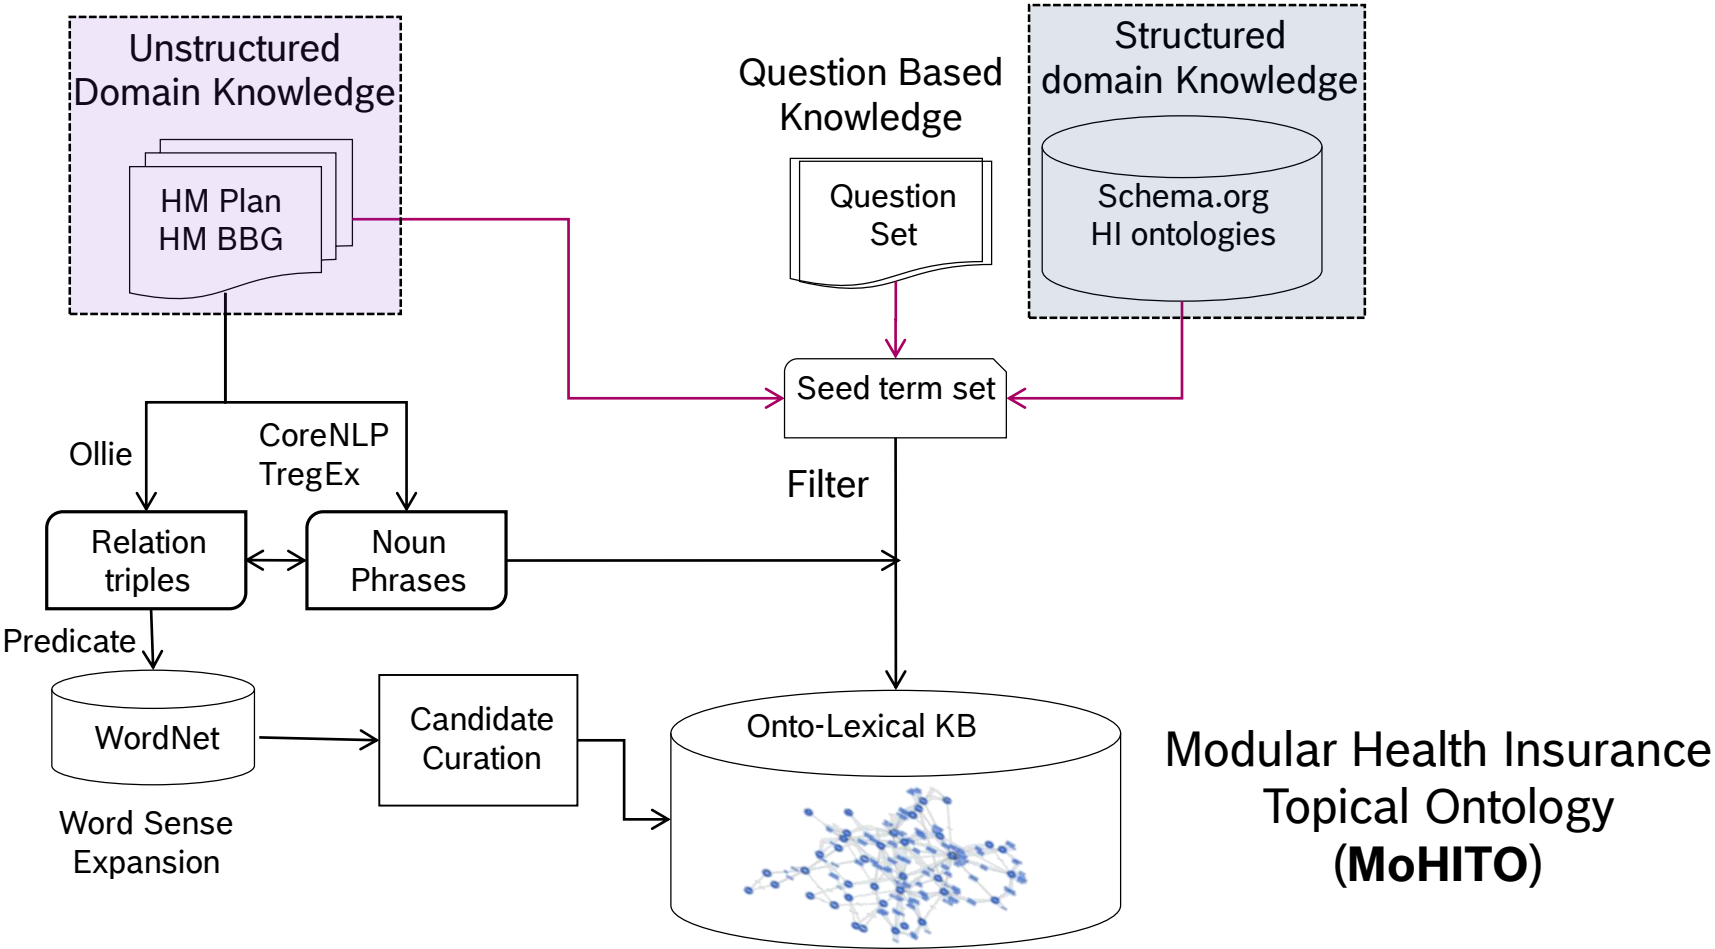 Unstructured
Domain Knowledge
HM Plan
HM BBG
Question Based
Knowledge
Question
Set
Structured
domain Knowledge
Schema.org
HI ontologies
Seed term set
Ollie
CoreNLP
TregEx
Filter
Relation
triples
Noun
Phrases
Predicate
WordNet
Word Sense
Expansion
Candidate
Curation
Onto-Lexical KB
Modular Health Insurance
Topical Ontology
(MoHITO)